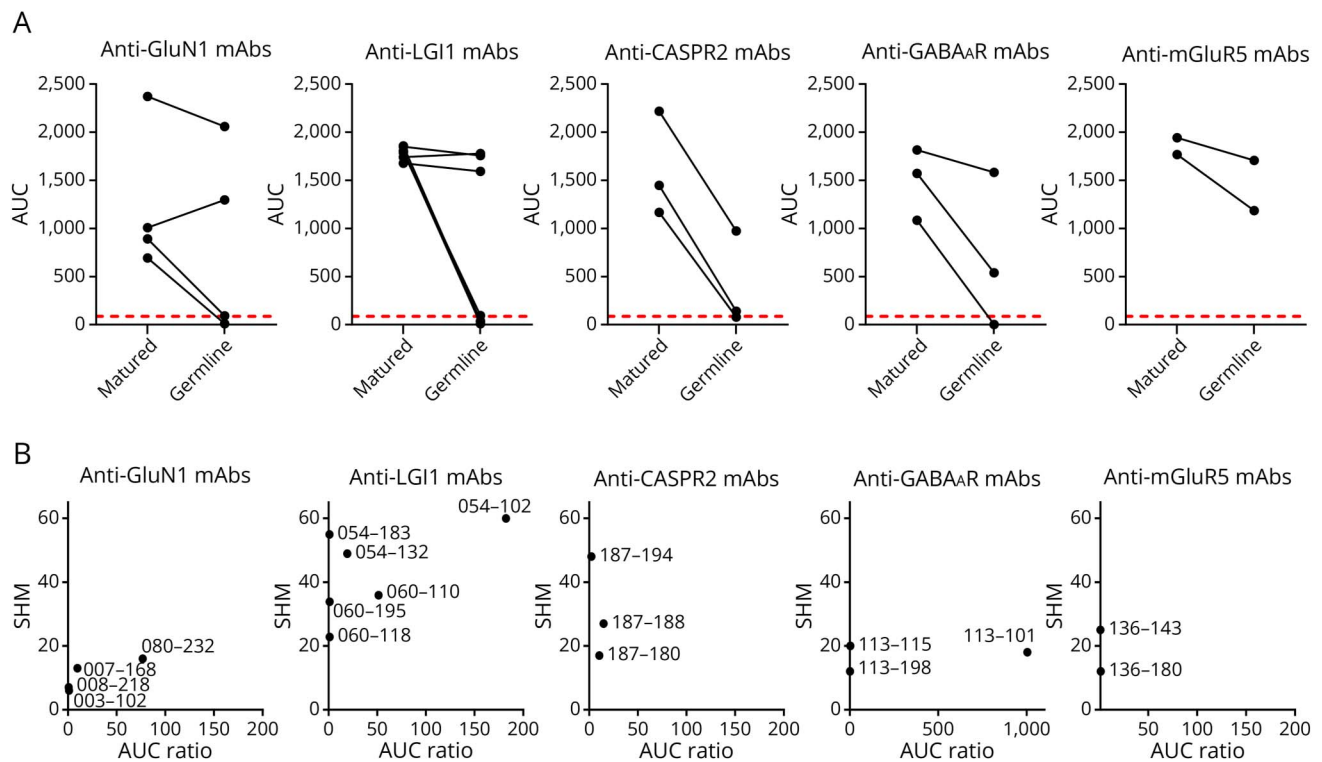 A
Anti-GluN1 mAbs
2,500
2,000
1,500
1,000
500
0
AUC
Matured
Germline
Anti-LGI1 mAbs
2,500
2,000
1,500
1,000
500
0
AUC
Matured
Germline
Anti-CASPR2 mAbs
2,500
2,000
1,500
1,000
500
0
AUC
Matured
Germline
Anti-GABAAR mAbs
2,500
2,000
1,500
1,000
500
0
AUC
Matured
Germline
Anti-mGluR5 mAbs
2,500
2,000
1,500
1,000
500
0
AUC
Matured
Germline
B
Anti-GluN1 mAbs
60
40
20
0
SHM
080–232
007–168
008–218
003–102
0 50 100 150 200
AUC ratio
Anti-LGI1 mAbs
60
40
20
0
SHM
054–102
054–183
054–132
060–110
060–195
060–118
0 50 100 150 200
AUC ratio
Anti-CASPR2 mAbs
60
40
20
0
SHM
187–194
187–188
187–180
0 50 100 150 200
AUC ratio
Anti-GABAAR mAbs
60
40
20
0
SHM
113–101
113–115
113–198
0 500 1,000
AUC ratio
Anti-mGluR5 mAbs
60
40
20
0
SHM
136–143
136–180
50 100 150 200
AUC ratio